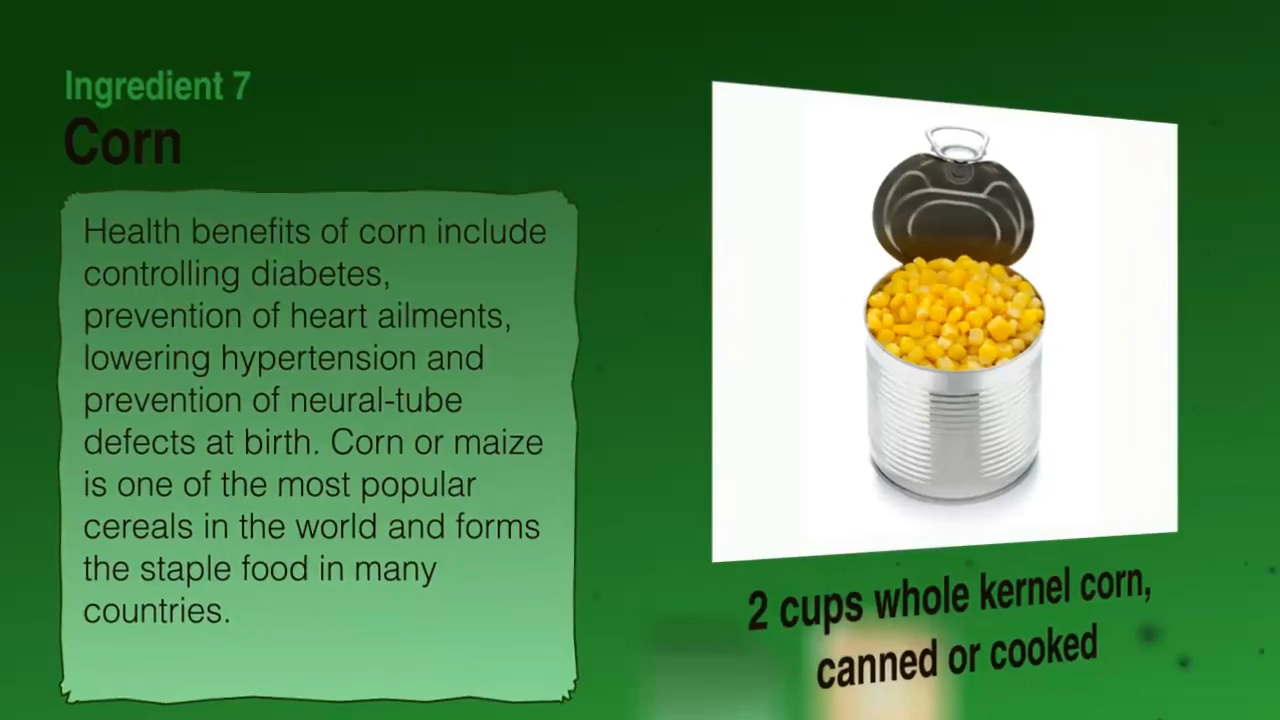 Ingredient 7
Corn
Health benefits of corn include
controlling diabetes,
prevention of heart ailments,
lowering hypertension and
prevention of neural-tube
defects at birth. Corn or maize
is one of the most popular
cereals in the world and forms
the staple food in many
countries.
2 cups whole kernel corn,
canned or cooked